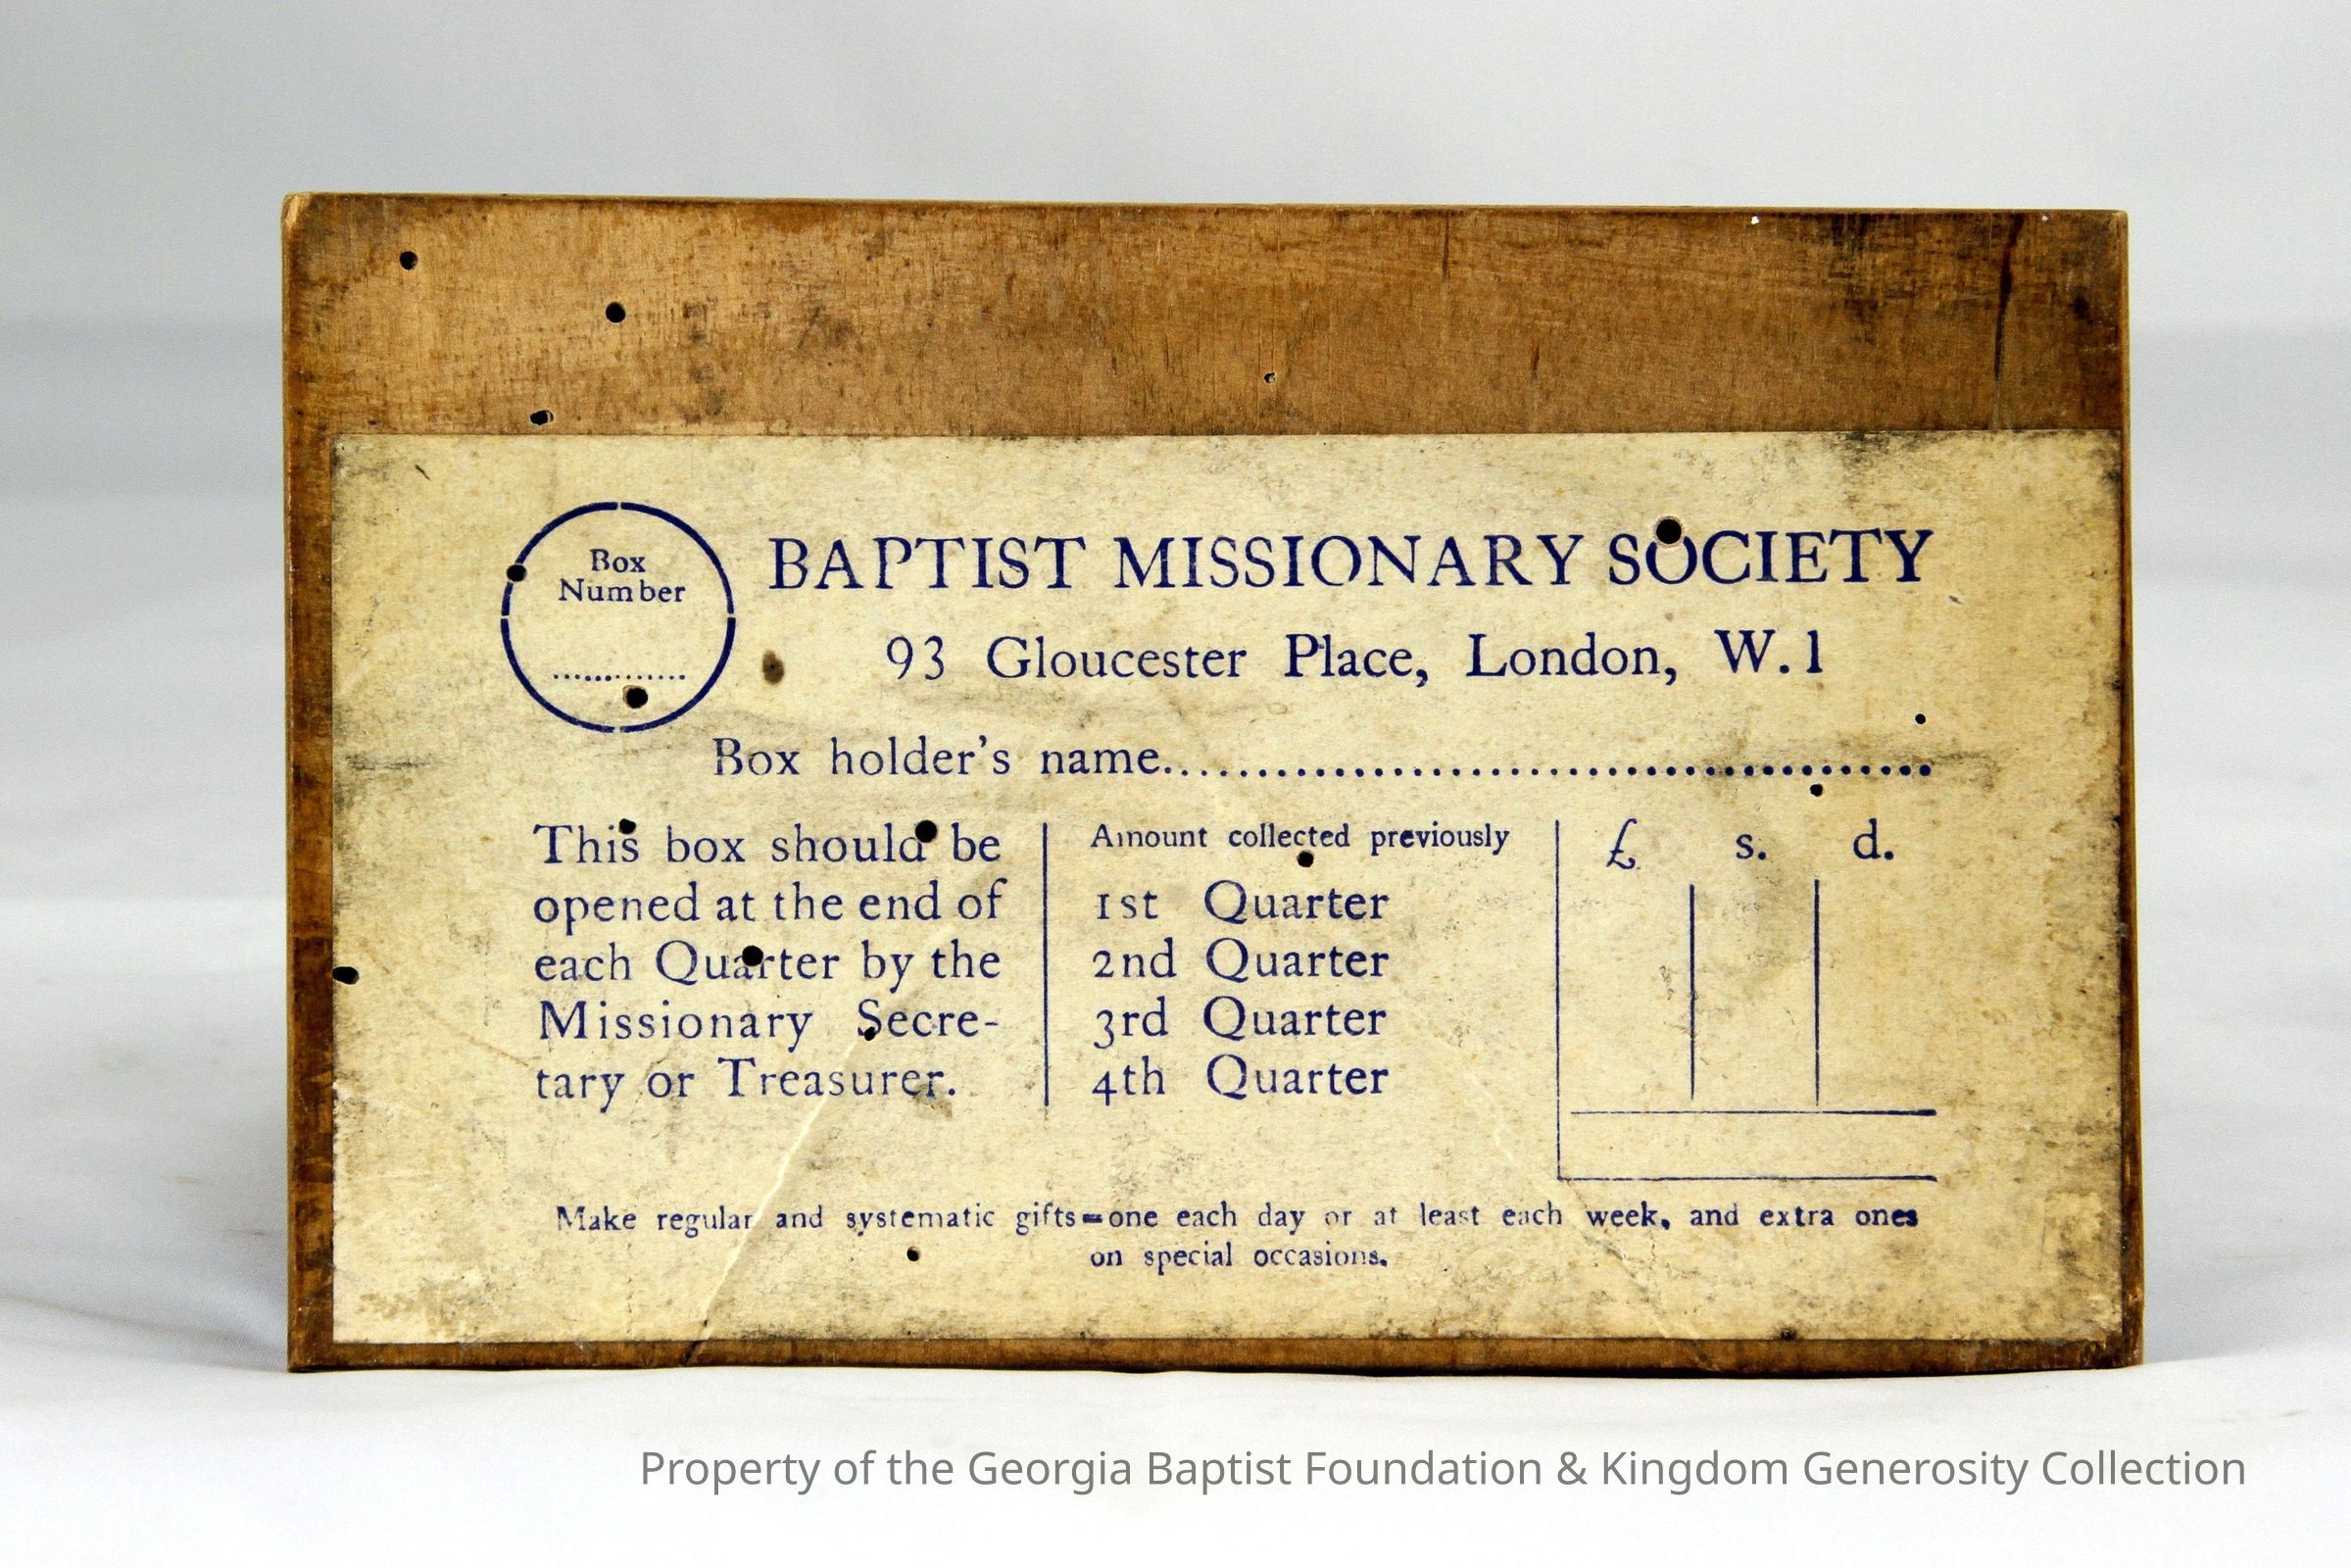 Box
Number
BAPTIST MISSIONARY SOCIETY
93 Gloucester Place, London, W.1
Box holder's name..........................................
This box should be
opened at the end of
each Quarter by the
Missionary Secre-
tary or Treasurer.
Amount collected previously
1st Quarter
2nd Quarter
3rd Quarter
4th Quarter
£ s. d.
Make regular and systematic gifts—one each day or at least each week, and extra ones
on special occasions.
Property of the Georgia Baptist Foundation & Kingdom Generosity Collection